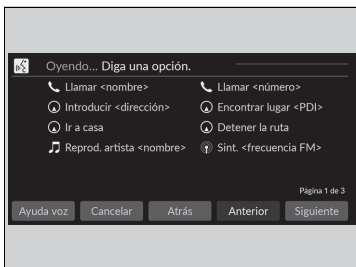 Oyendo... Diga una opción.
Llamar <nombre> Llamar <número>
Introducir <dirección> Encontrar lugar <PDI>
Ir a casa Detener la ruta
Reprod. artista <nombre> Sint. <frecuencia FM>
Página 1 de 3
Ayuda voz Cancelar Atrás Anterior Siguiente